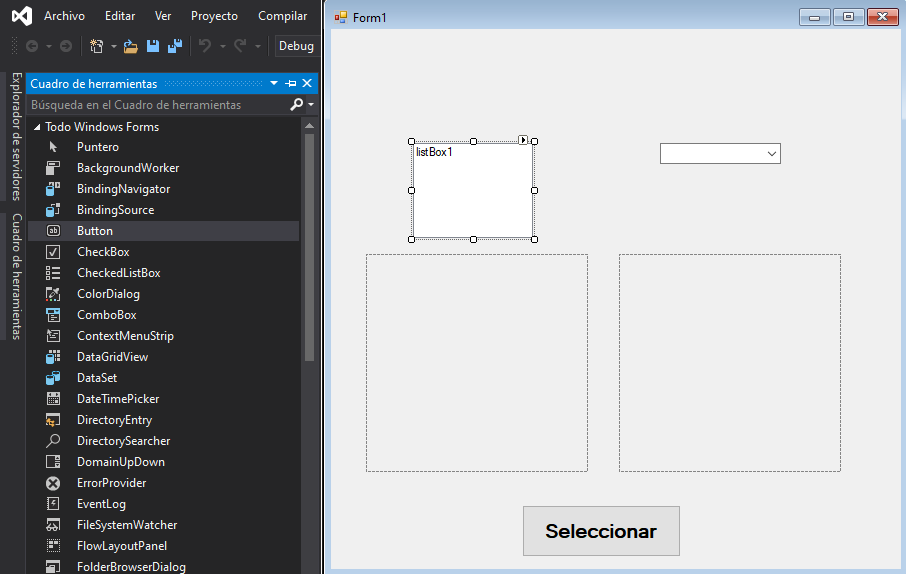 Archivo Editar Ver Proyecto Compilar
Debug
Explorador de servidores
Cuadro de herramientas
Cuadro de herramientas
Búsqueda en el Cuadro de herramientas
Todo Windows Forms
Puntero
BackgroundWorker
BindingNavigator
BindingSource
ab Button
CheckBox
CheckedListBox
ColorDialog
ComboBox
ContextMenuStrip
DataGridView
DataSet
DateTimePicker
DirectoryEntry
DirectorySearcher
DomainUpDown
ErrorProvider
EventLog
FileSystemWatcher
FlowLayoutPanel
FolderBrowserDialog
Form1
listBox1
Seleccionar